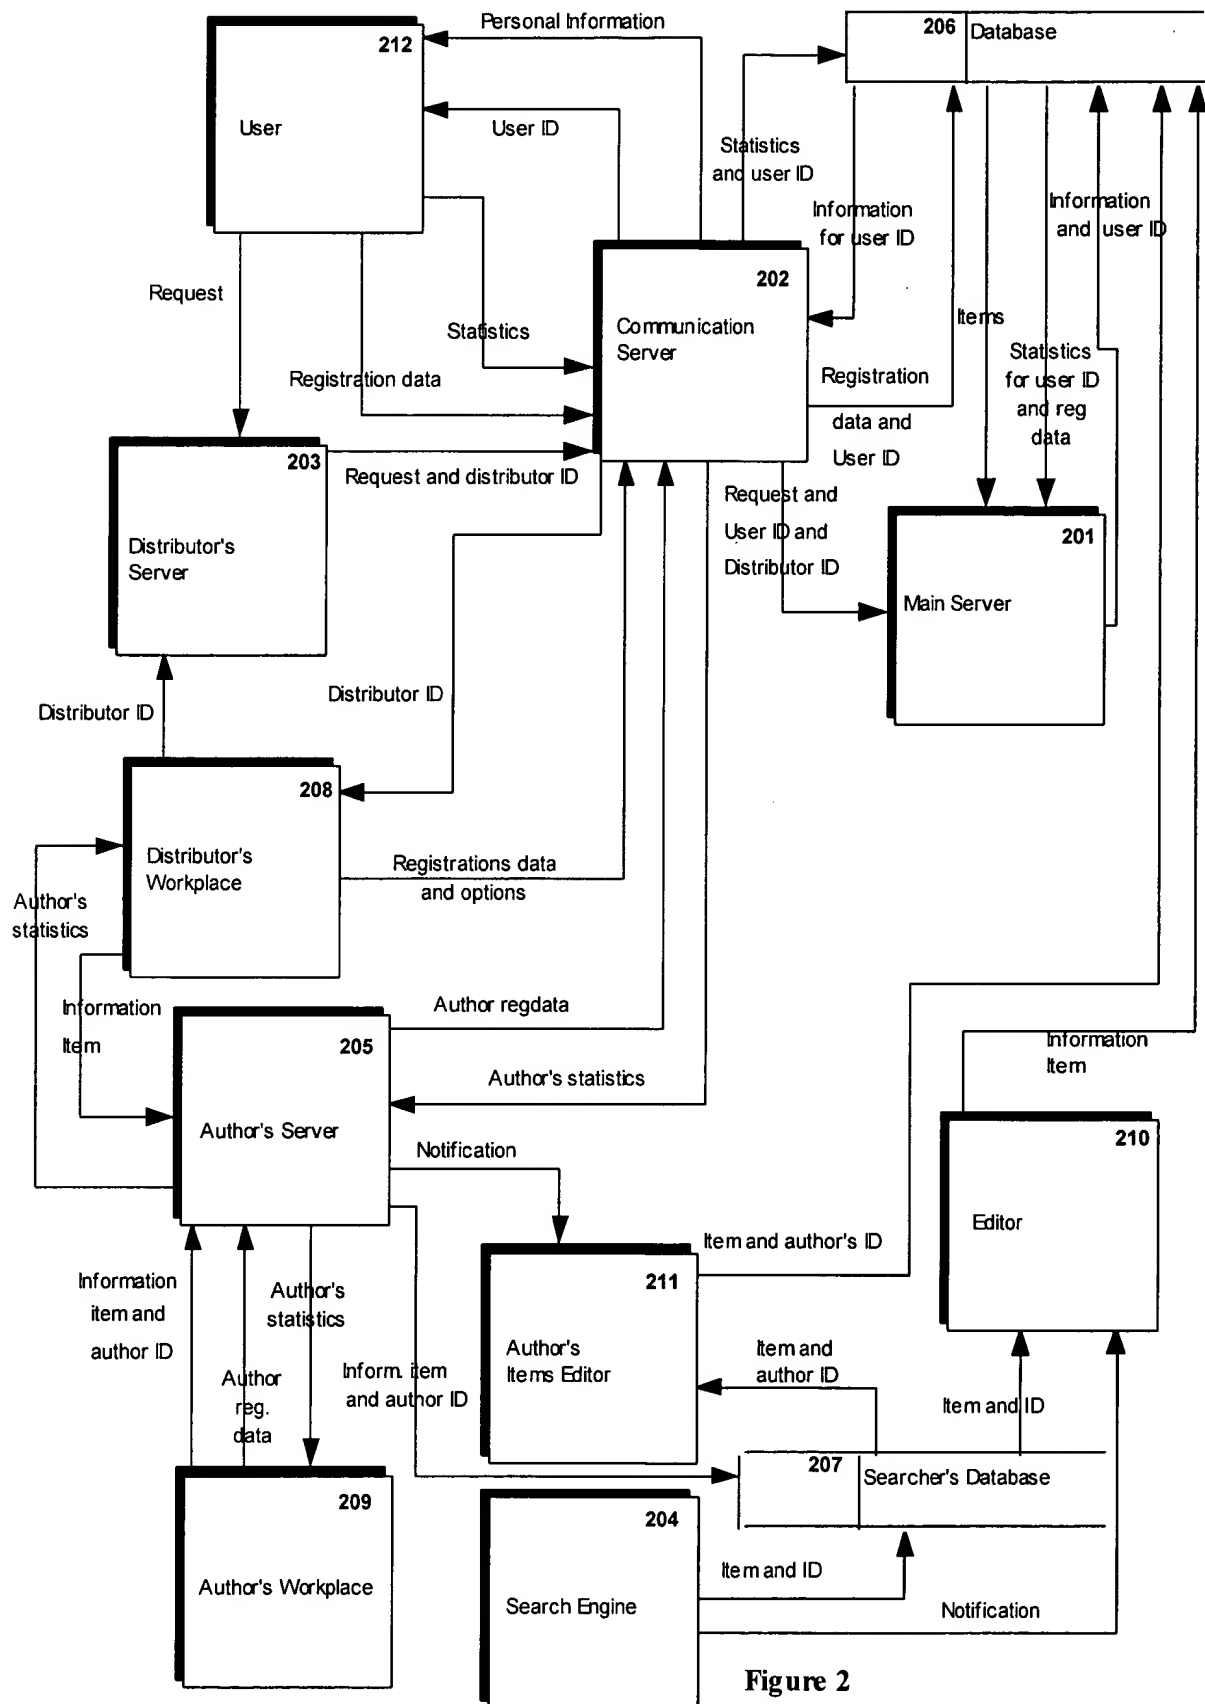 Personal Information
212
206
Database
User
User ID
Statistics
and user ID
Information
for user ID
Information
and user ID
202
Request
Communication
Server
Items
Statistics
Statistics
for user ID
and reg
data
Registration data
Registration
data and
User ID
203
Request and distributor ID
Request and
User ID and
Distributor ID
201
Distributor's
Server
Main Server
Distributor ID
Distributor ID
208
Distributor's
Workplace
Registrations data
and options
Author's
statistics
Information
Item
Author regdata
205
Information
Item
Author's statistics
Author's Server
210
Notification
Editor
Item and author's ID
Information
item and
author ID
Author's
statistics
211
Author's
Items Editor
Item and
author ID
Inform. item
and author ID
Author
reg.
data
Item and ID
207
Searcher's Database
209
204
Item and ID
Author's Workplace
Search Engine
Notification
Figure 2